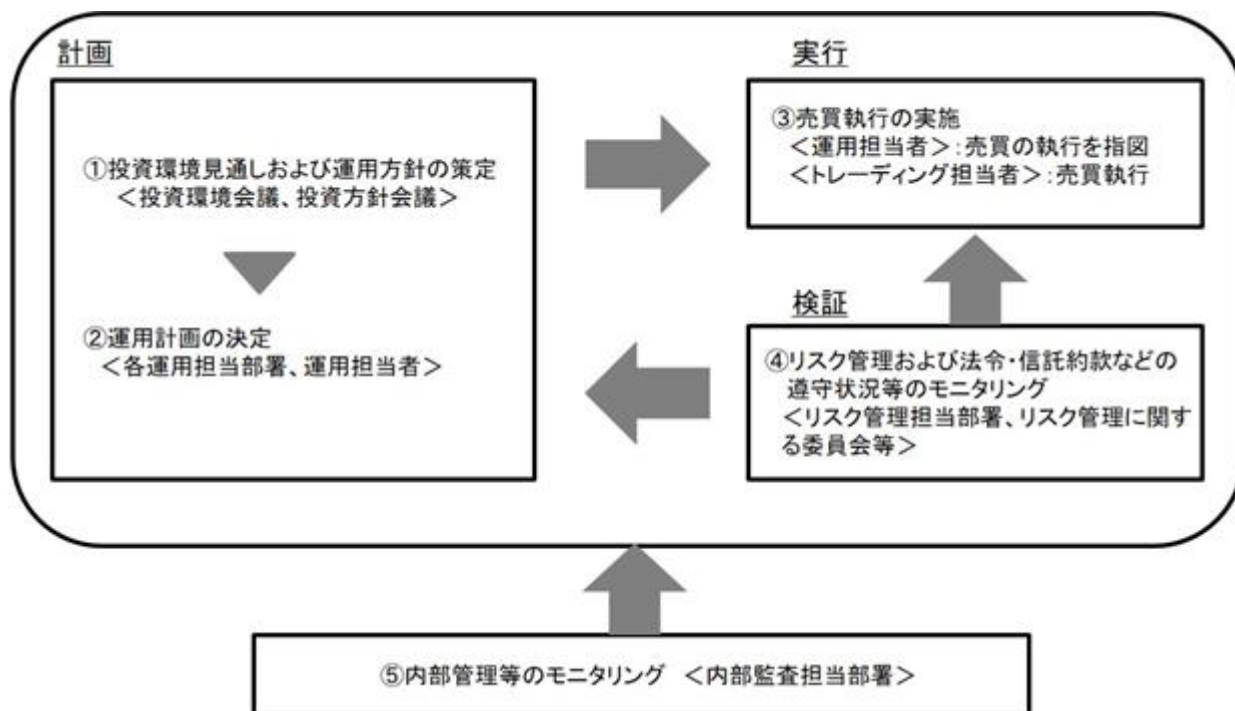 計画
①投資環境見通しおよび運用方針の策定
＜投資環境会議、投資方針会議＞
②運用計画の決定
＜各運用担当部署、運用担当者＞
実行
③売買執行の実施
＜運用担当者＞：売買の執行を指図
＜トレーディング担当者＞：売買執行
検証
④リスク管理および法令・信託約款などの
遵守状況等のモニタリング
＜リスク管理担当部署、リスク管理に関す
る委員会等＞
⑤内部管理等のモニタリング　＜内部監査担当部署＞